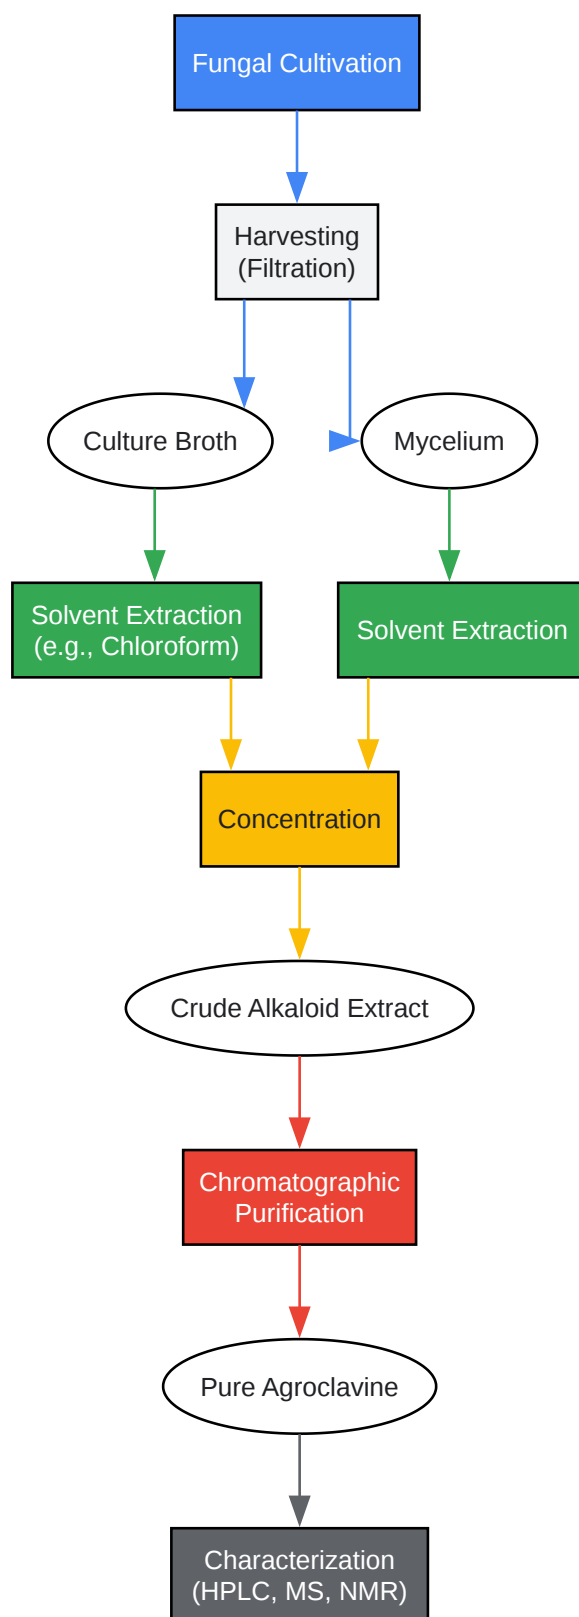 Fungal Cultivation
Harvesting
(Filtration)
Culture Broth
Mycelium
Solvent Extraction
(e.g., Chloroform)
Solvent Extraction
Concentration
Crude Alkaloid Extract
Chromatographic
Purification
Pure Agroclavine
Characterization
(HPLC, MS, NMR)